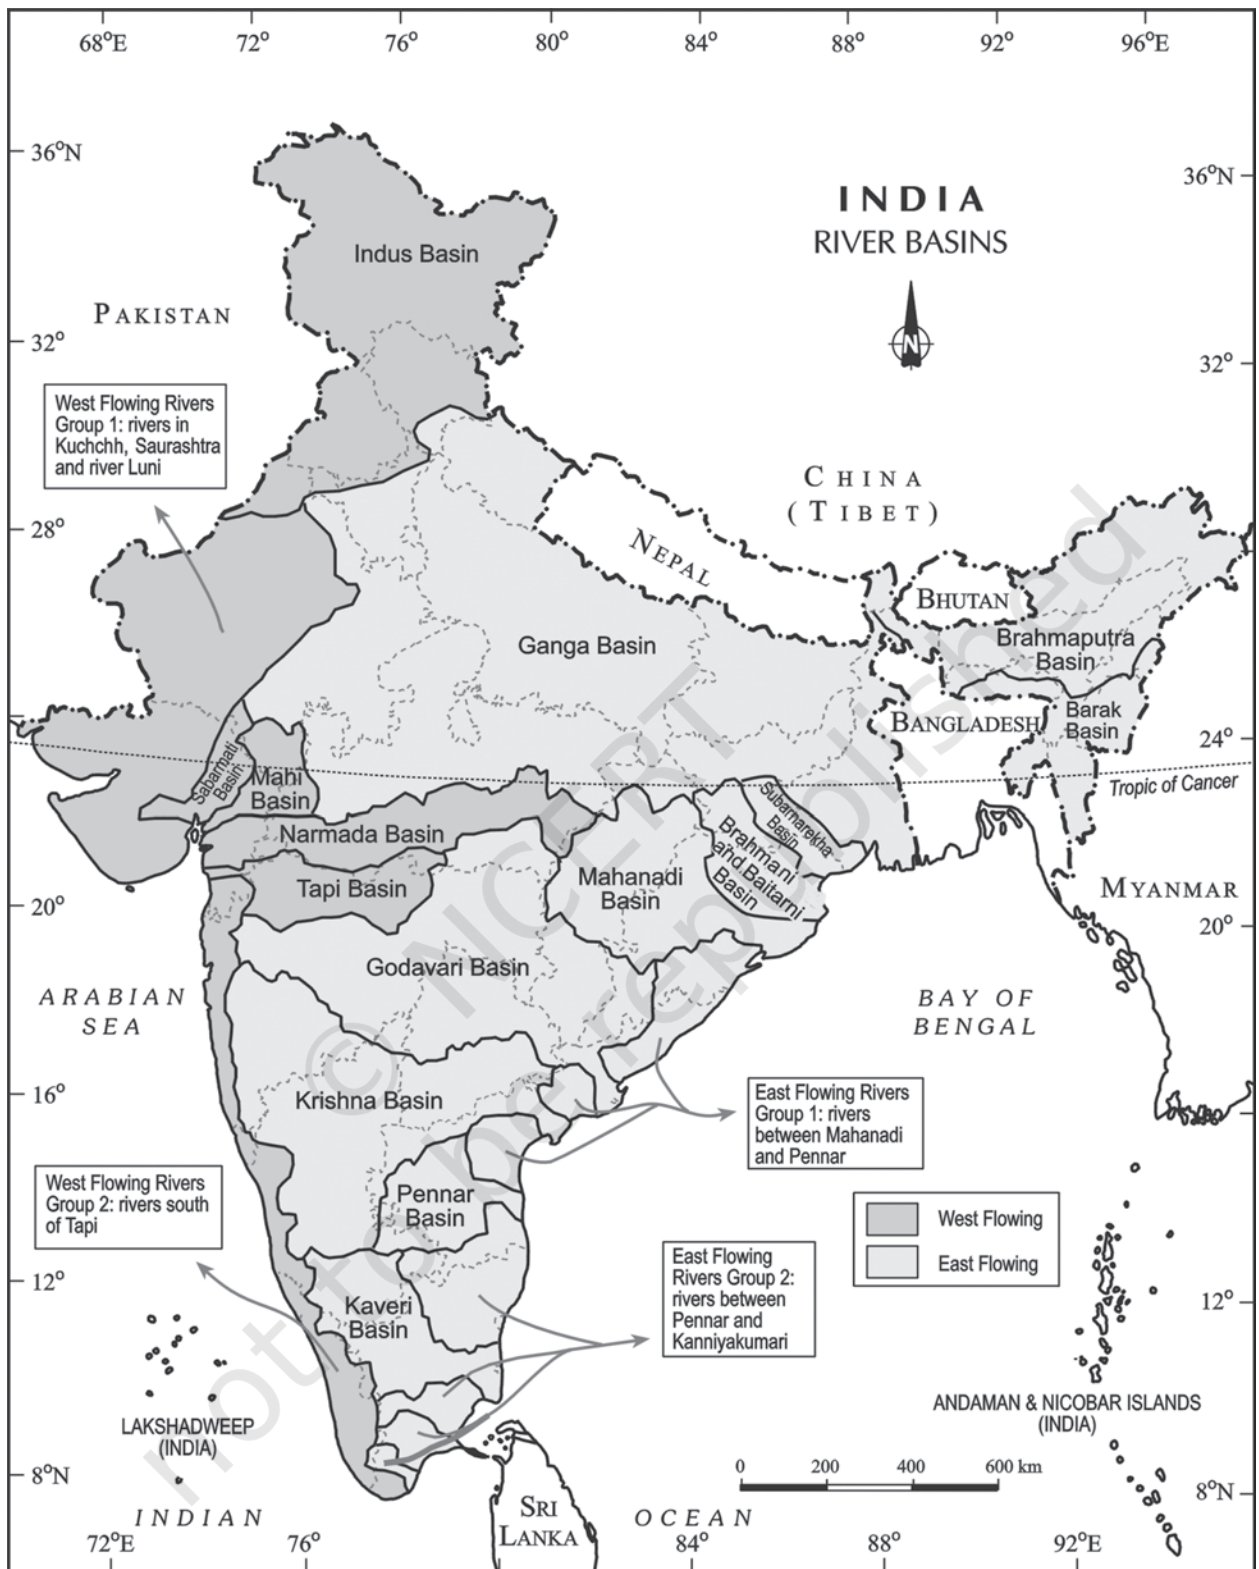 68°E
72°
76°
80°
84°
88°
92°
96°E
36°N
36°N
INDIA
RIVER BASINS
N
Indus Basin
PAKISTAN
32°
32°
West Flowing Rivers
Group 1: rivers in
Kuchchh, Saurashtra
and river Luni
CHINA
(TIBET)
28°
28°
NEPAL
BHUTAN
Ganga Basin
Brahmaputra
Basin
BANGLADESH
Barak
Basin
24°
Tropic of Cancer
Sabarmati
Basin
Mahi
Basin
Subarnarekha
Basin
Narmada Basin
Brahmani
and Baitarni
Basin
Tapi Basin
Mahanadi
Basin
MYANMAR
20°
20°
Godavari Basin
ARABIAN
SEA
BAY OF
BENGAL
16°
Krishna Basin
East Flowing Rivers
Group 1: rivers
between Mahanadi
and Pennar
West Flowing Rivers
Group 2: rivers south
of Tapi
Pennar
Basin
West Flowing
East Flowing
East Flowing
Rivers Group 2:
rivers between
Pennar and
Kanniyakumari
12°
12°
Kaveri
Basin
LAKSHADWEEP
(INDIA)
ANDAMAN & NICOBAR ISLANDS
(INDIA)
0 200 400 600 km
8°N
8°N
INDIAN
SRI
LANKA
OCEAN
72°E
76°
84°
88°
92°E
© NCERT
not to be republished